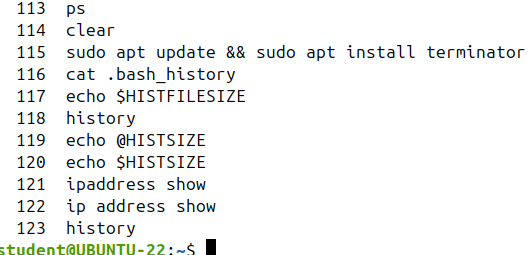 113 ps
114 clear
115 sudo apt update && sudo apt install terminator
116 cat .bash_history
117 echo $HISTFILESIZE
118 history
119 echo @HISTSIZE
120 echo $HISTSIZE
121 ipaddress show
122 ip address show
123 history
student@UBUNTU-22:~$